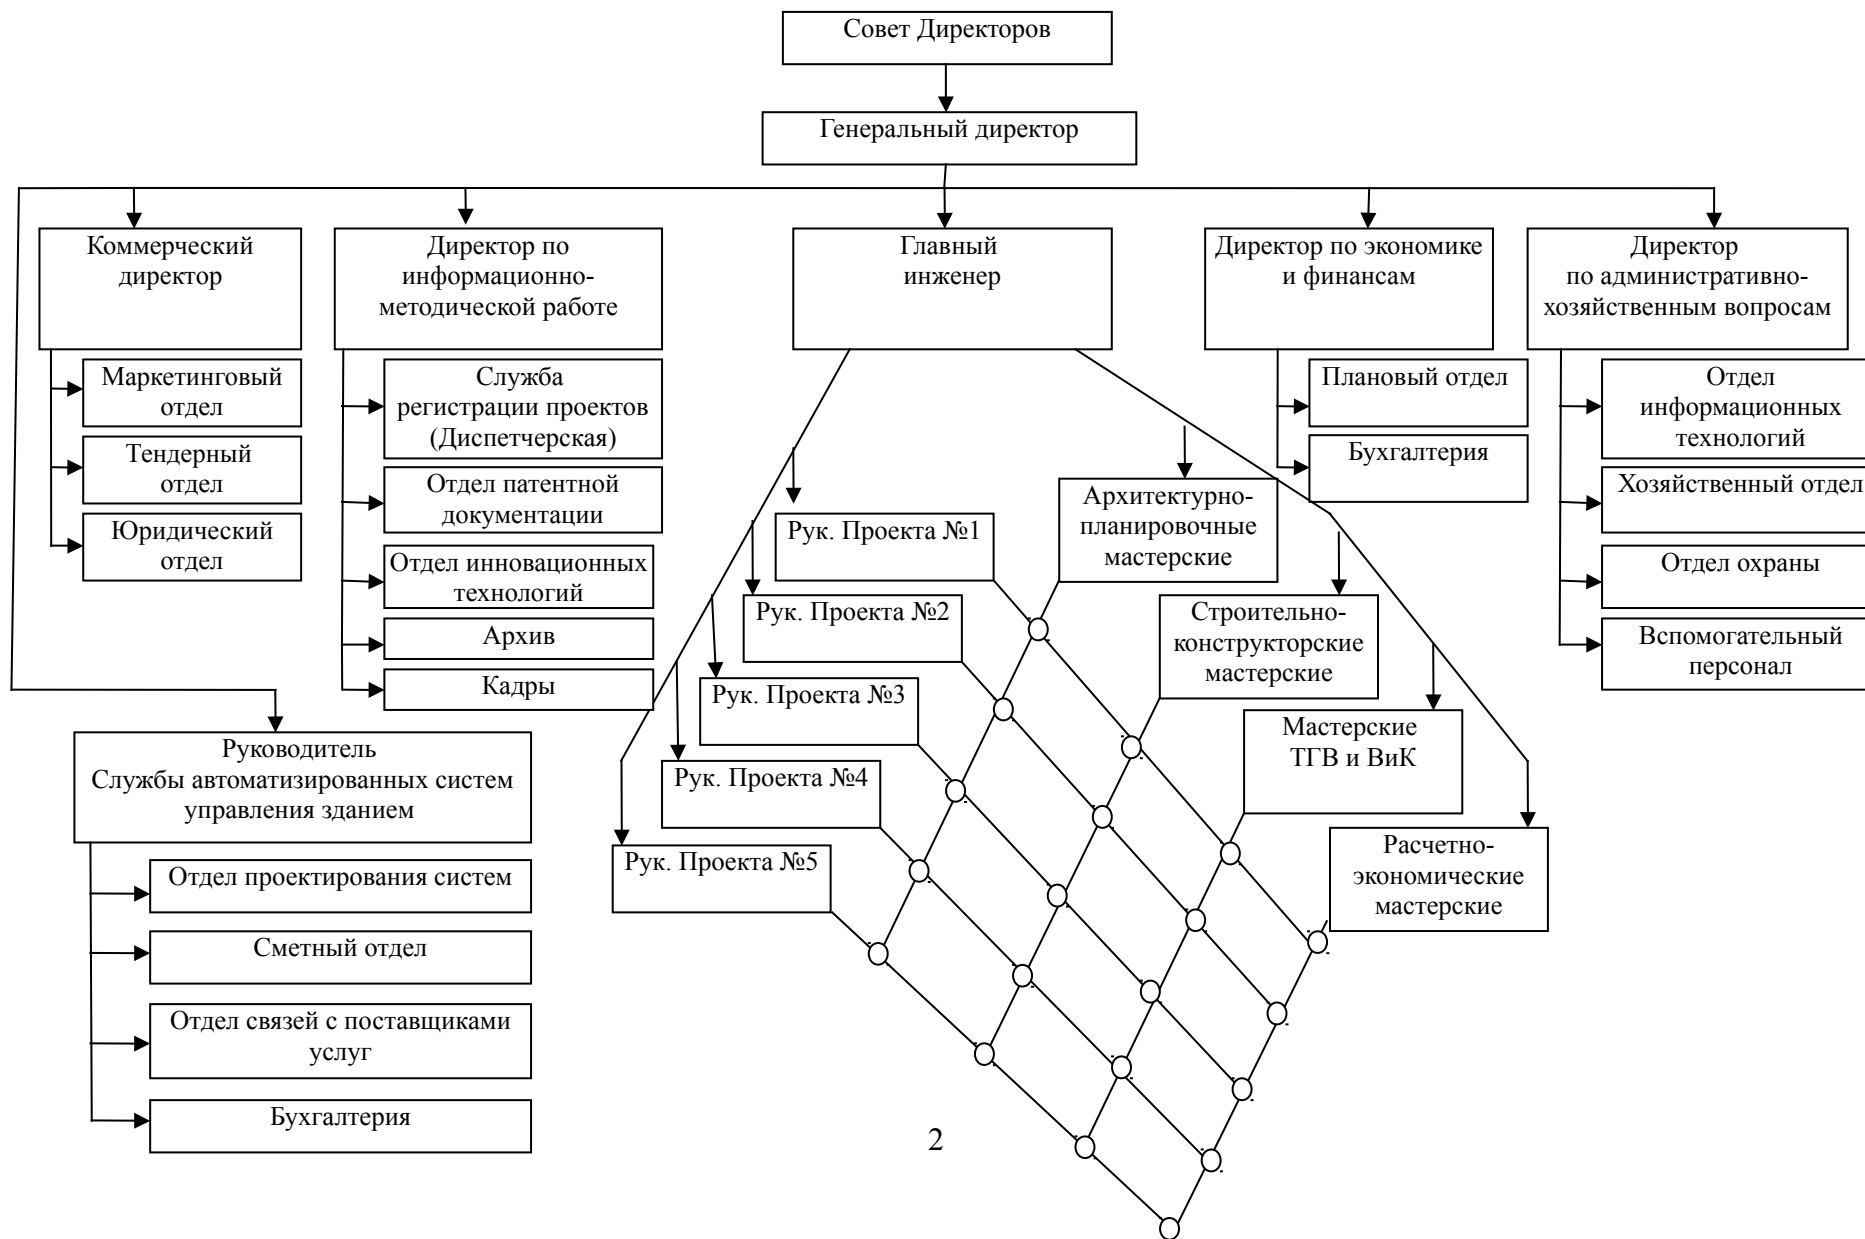 Совет Директоров
Генеральный директор
Коммерческий
директор
Директор по
информационно-
методической работе
Главный
инженер
Директор по экономике
и финансам
Директор
по административно-
хозяйственным вопросам
Маркетинговый
отдел
Тендерный
отдел
Юридический
отдел
Служба
регистрации проектов
(Диспетчерская)
Отдел патентной
документации
Отдел инновационных
технологий
Архив
Кадры
Рук. Проекта №1
Рук. Проекта №2
Рук. Проекта №3
Рук. Проекта №4
Рук. Проекта №5
Архитектурно-
планировочные
мастерские
Строительно-
конструкторские
мастерские
Мастерские
ТГВ и ВиК
Расчетно-
экономические
мастерские
Плановый отдел
Бухгалтерия
Отдел
информационных
технологий
Хозяйственный отдел
Отдел охраны
Вспомогательный
персонал
Руководитель
Службы автоматизированных систем
управления зданием
Отдел проектирования систем
Сметный отдел
Отдел связей с поставщиками
услуг
Бухгалтерия
2